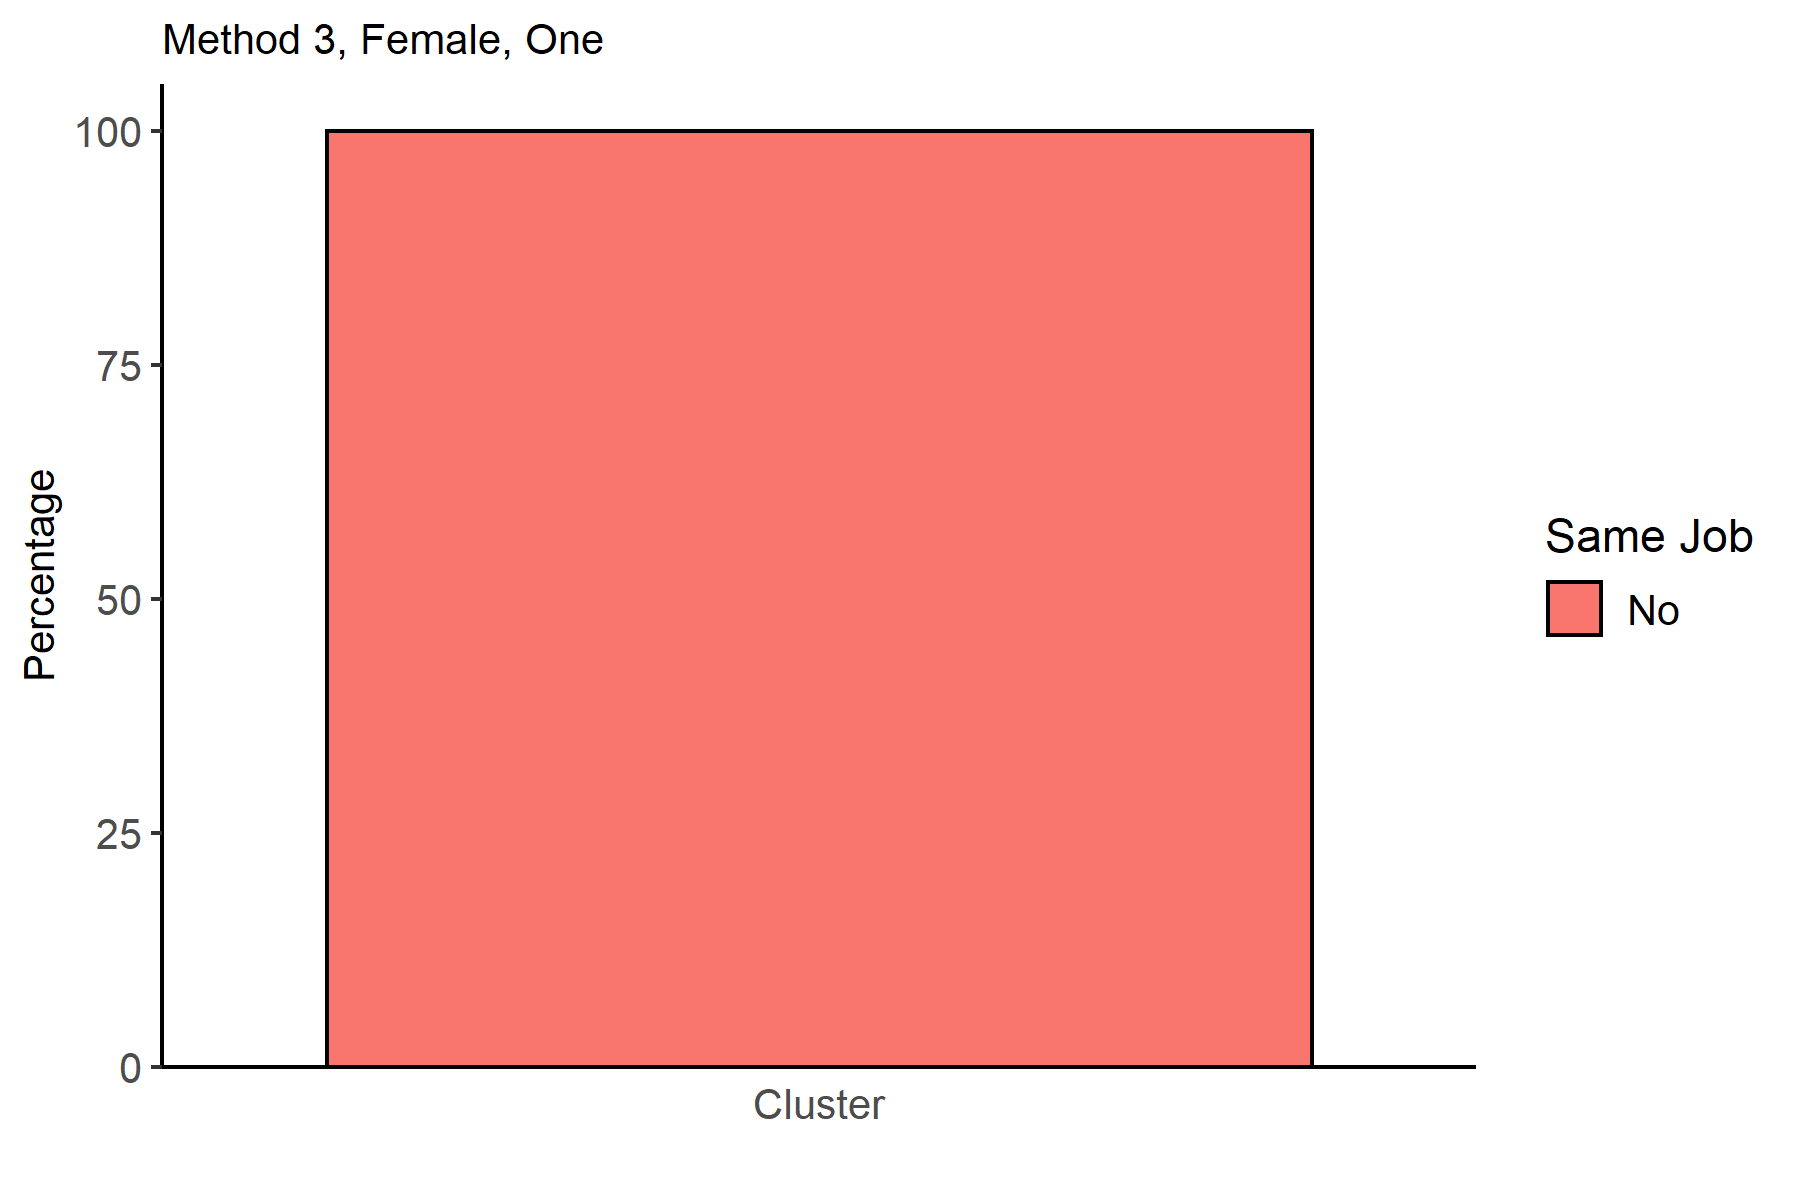 Method 3, Female, One
100
75
50
25
0
Percentage
Cluster
Same Job
No